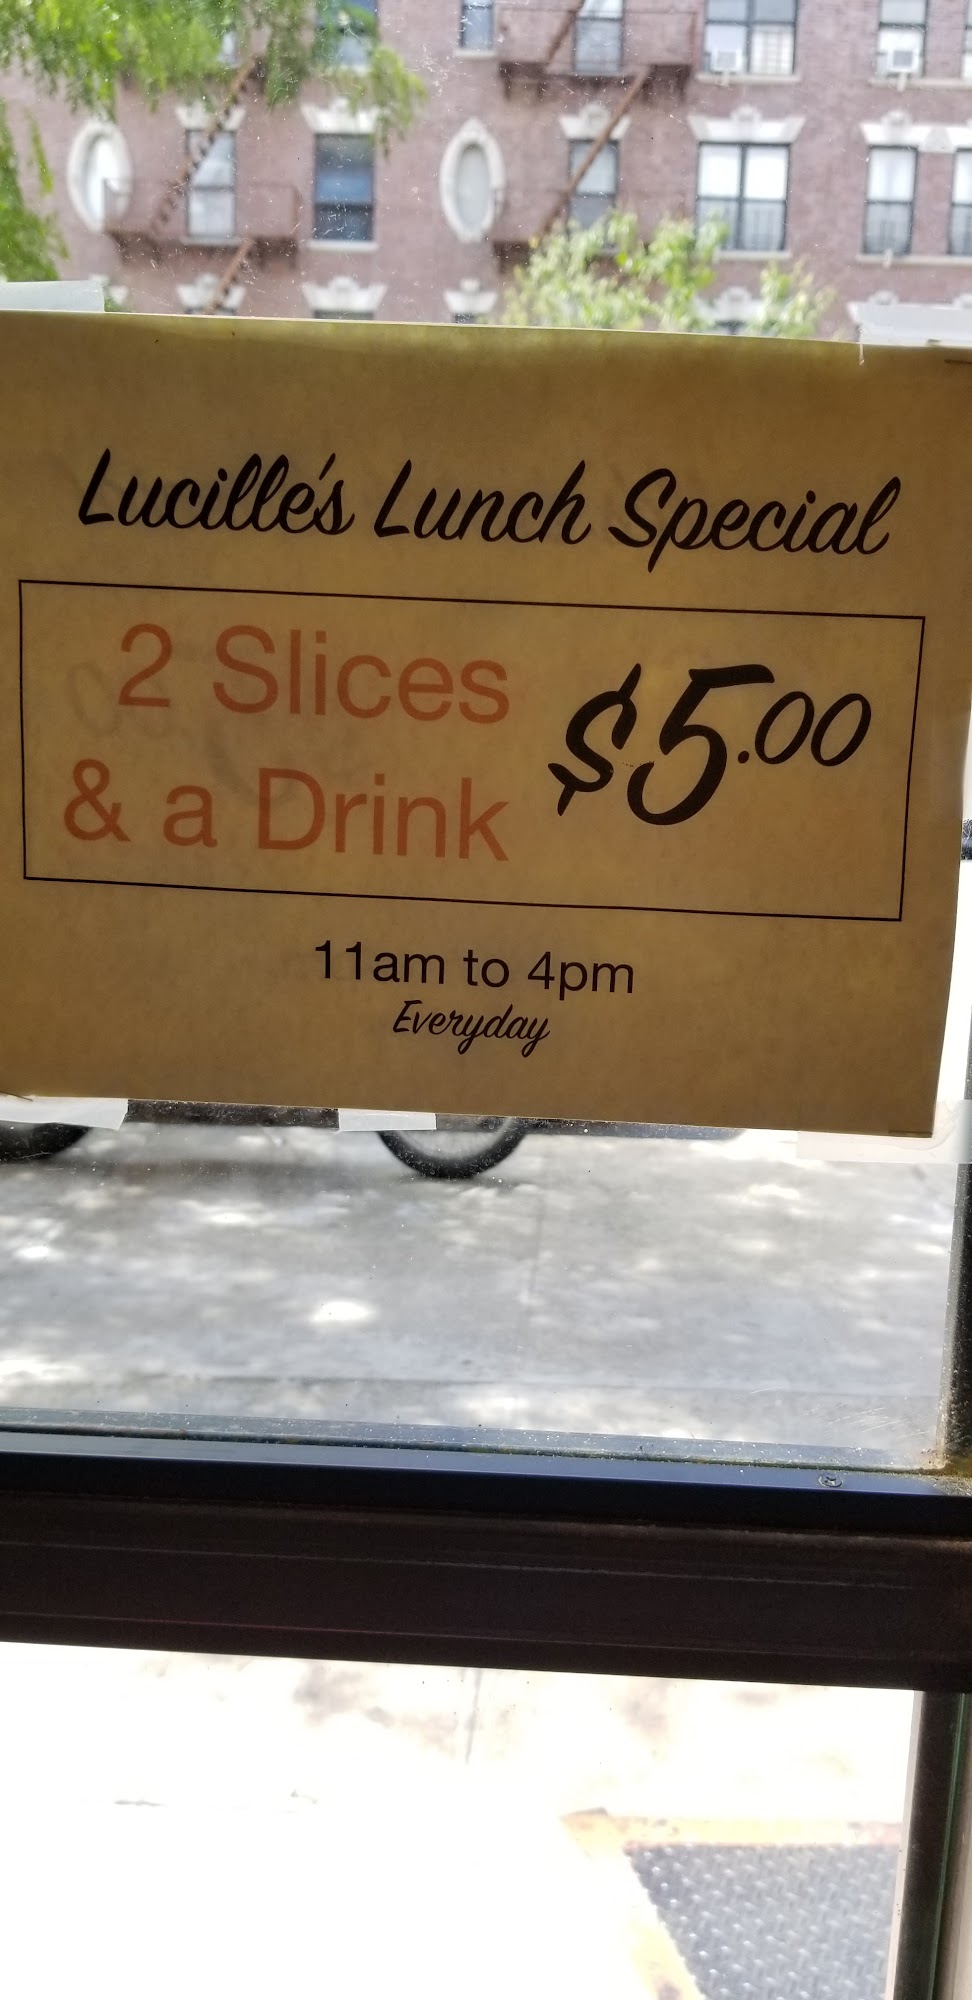 Lucille's Lunch Special
2 Slices
& a Drink
$5.00
11am to 4pm
Everyday